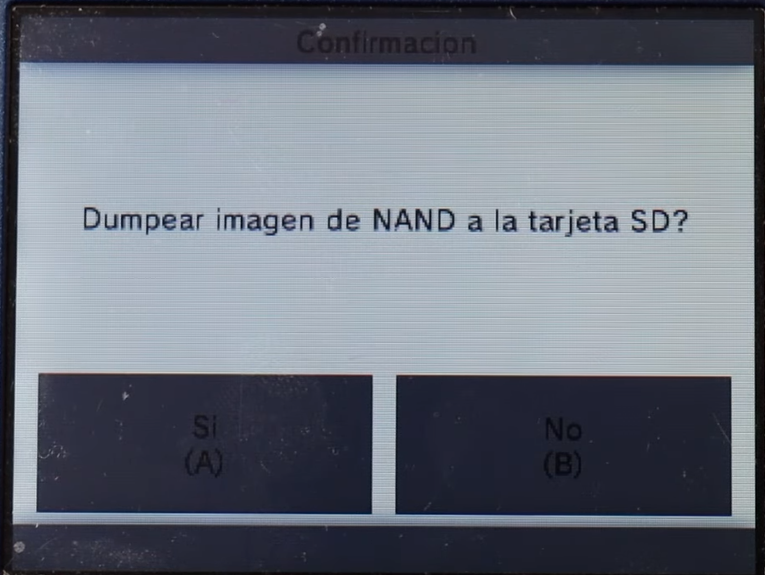 Confirmacion
Dumpear imagen de NAND a la tarjeta SD?
Si
(A)
No
(B)